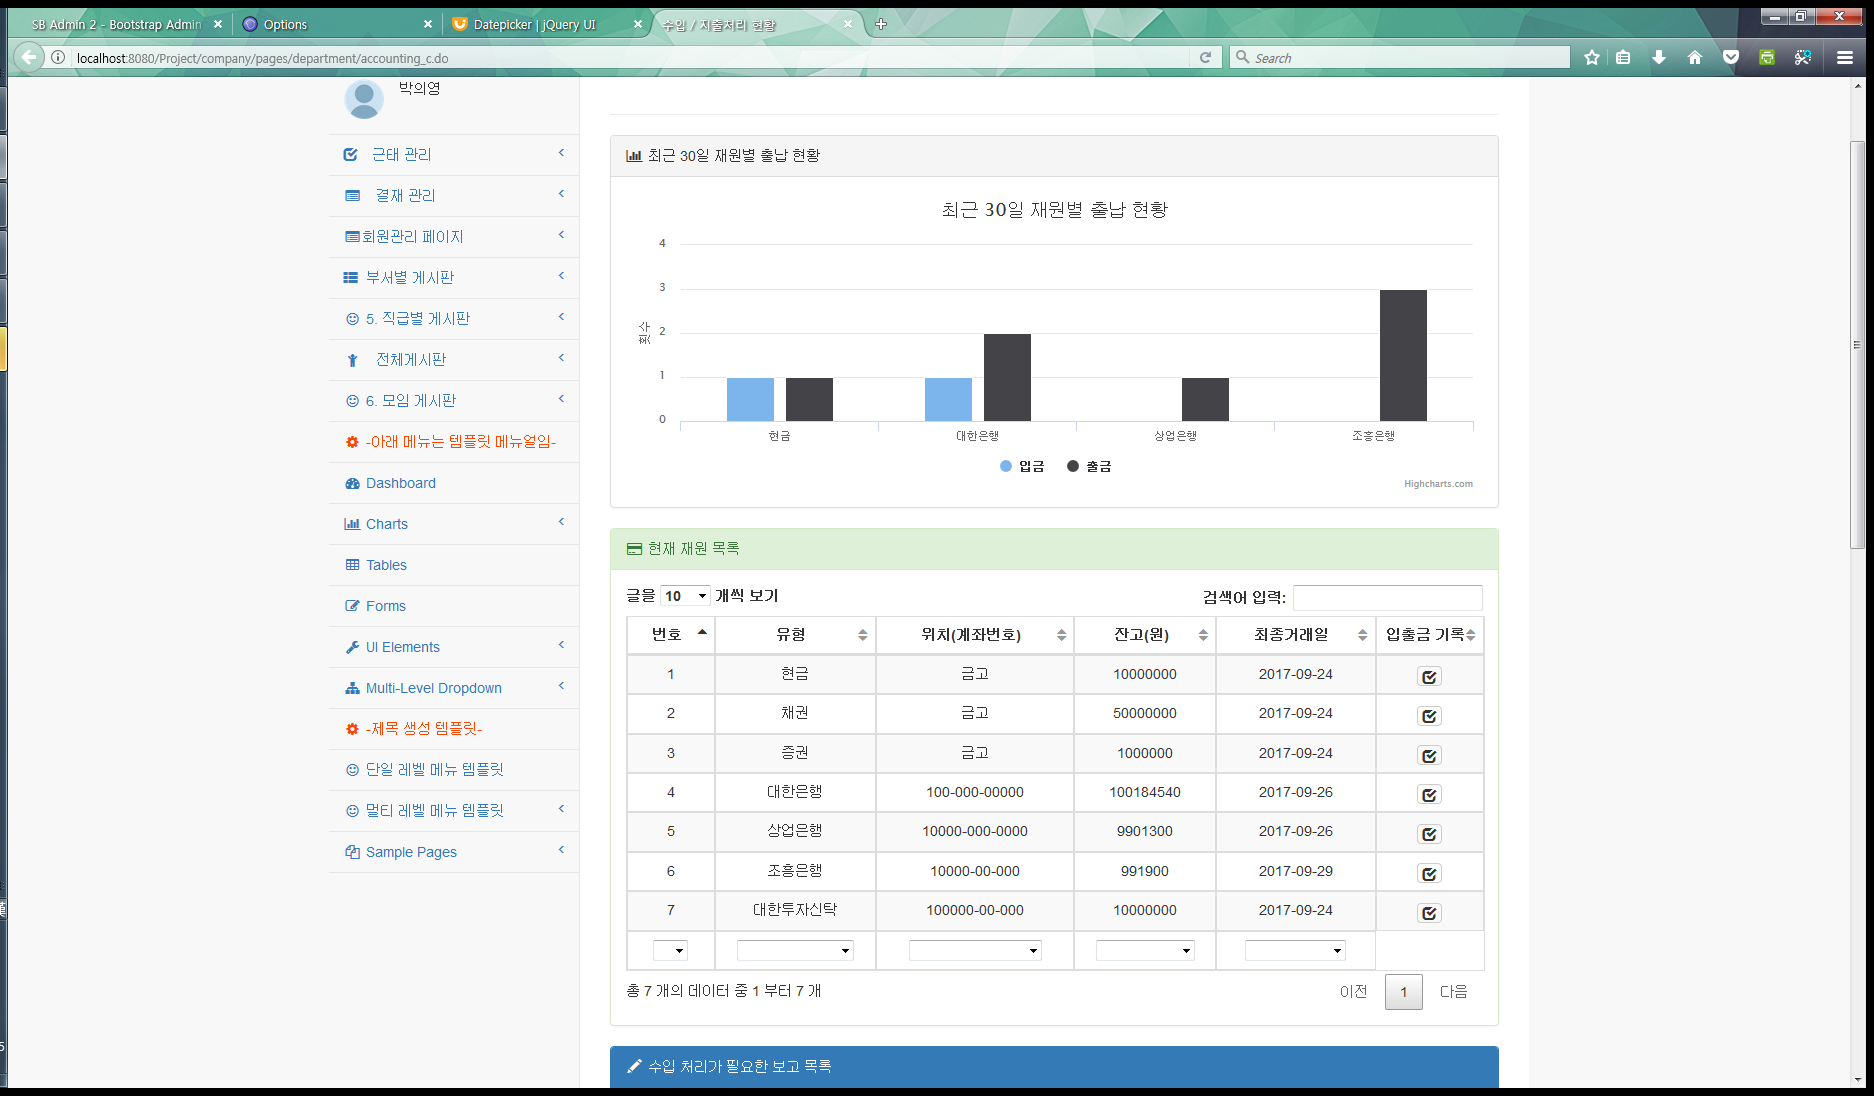 SB Admin 2 - Bootstrap Admin
Options
Datepicker | jQuery UI
수입 / 지출처리 현황
localhost:8080/Project/company/pages/department/accounting_c.do
Search
박의영
근태 관리
결재 관리
회원관리 페이지
부서별 게시판
5. 직급별 게시판
전체게시판
6. 모임 게시판
-아래 메뉴는 템플릿 메뉴얼임-
Dashboard
Charts
Tables
Forms
UI Elements
Multi-Level Dropdown
-제목 생성 템플릿-
단일 레벨 메뉴 템플릿
멀티 레벨 메뉴 템플릿
Sample Pages
최근 30일 재원별 출납 현황
최근 30일 재원별 출납 현황
횟수
4
3
2
1
0
현금 대한은행 상업은행 조흥은행
입금 출금
Highcharts.com
현재 재원 목록
글을 10 개씩 보기 검색어 입력:
번호 유형 위치(계좌번호) 잔고(원) 최종거래일 입출금 기록
1 현금 금고 10000000 2017-09-24
2 채권 금고 50000000 2017-09-24
3 증권 금고 1000000 2017-09-24
4 대한은행 100-000-00000 100184540 2017-09-26
5 상업은행 10000-000-0000 9901300 2017-09-26
6 조흥은행 10000-00-000 991900 2017-09-29
7 대한투자신탁 100000-00-000 10000000 2017-09-24
총 7 개의 데이터 중 1 부터 7 개 이전 1 다음
수입 처리가 필요한 보고 목록